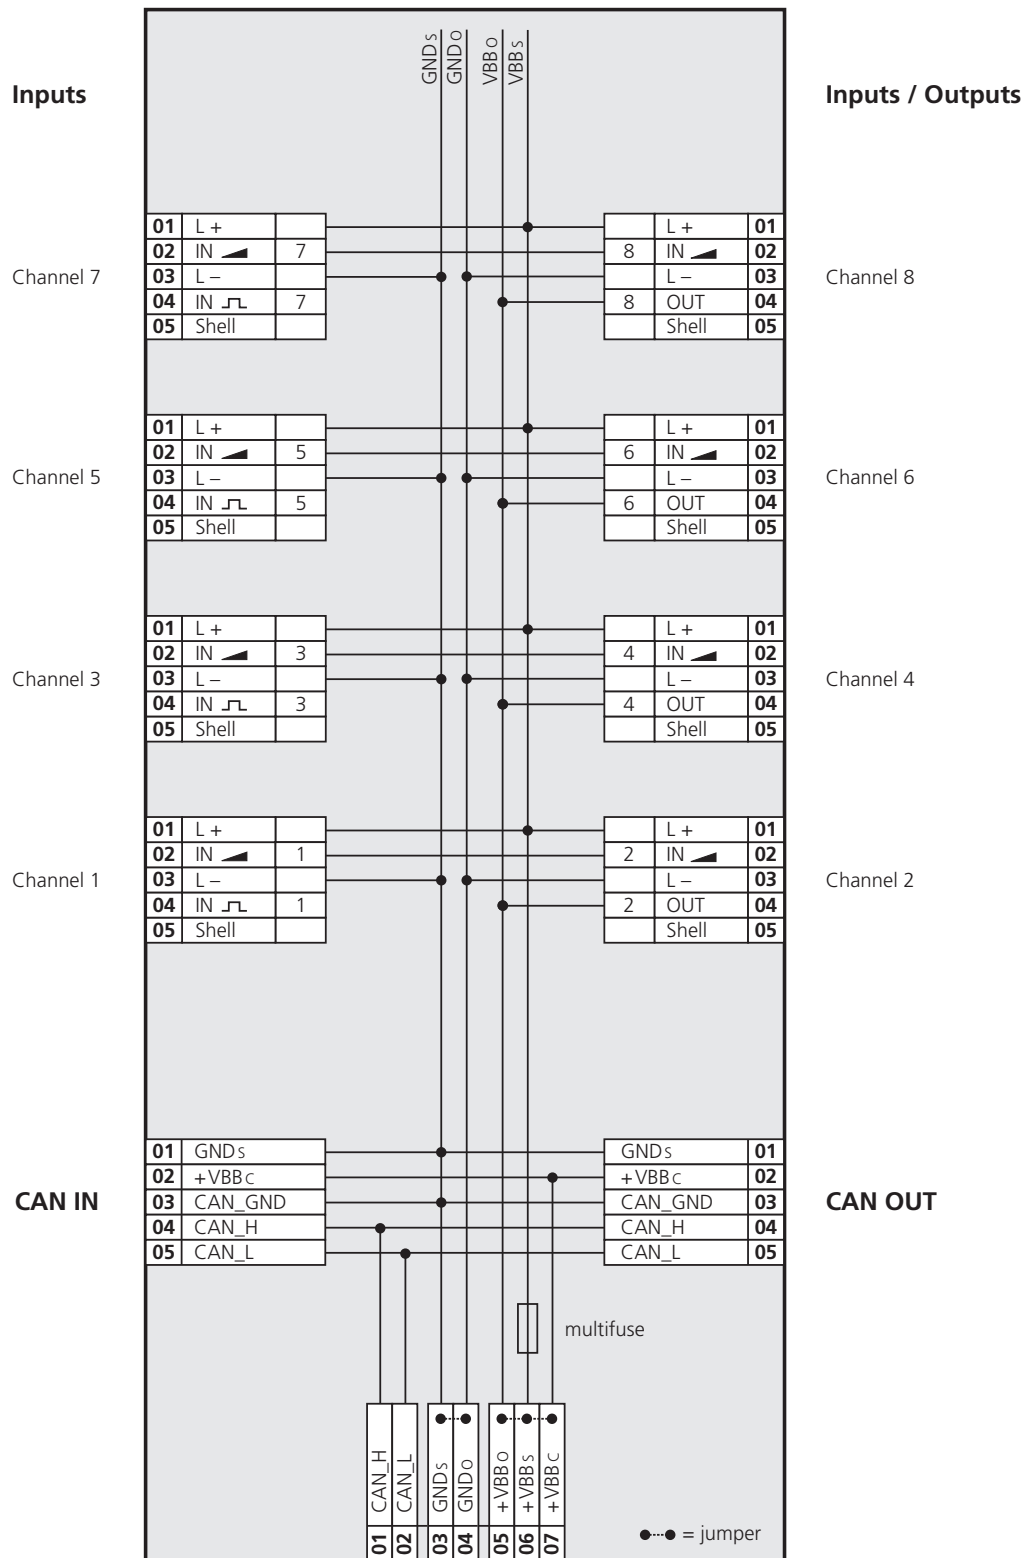 GNDS
GNDO
VBBO
VBBS
Inputs
Inputs / Outputs
Channel 7
01 L +
02 IN 7
03 L –
04 IN 7
05 Shell
L + 01
8 IN 02
L – 03
8 OUT 04
Shell 05
Channel 8
Channel 5
01 L +
02 IN 5
03 L –
04 IN 5
05 Shell
L + 01
6 IN 02
L – 03
6 OUT 04
Shell 05
Channel 6
Channel 3
01 L +
02 IN 3
03 L –
04 IN 3
05 Shell
L + 01
4 IN 02
L – 03
4 OUT 04
Shell 05
Channel 4
Channel 1
01 L +
02 IN 1
03 L –
04 IN 1
05 Shell
L + 01
2 IN 02
L – 03
2 OUT 04
Shell 05
Channel 2
CAN IN
01 GNDS
02 +VBBC
03 CAN_GND
04 CAN_H
05 CAN_L
GNDS 01
+VBBC 02
CAN_GND 03
CAN_H 04
CAN_L 05
CAN OUT
multifuse
01 CAN_H
02 CAN_L
03 GNDS
04 GNDO
05 +VBBO
06 +VBBS
07 +VBBC
= jumper